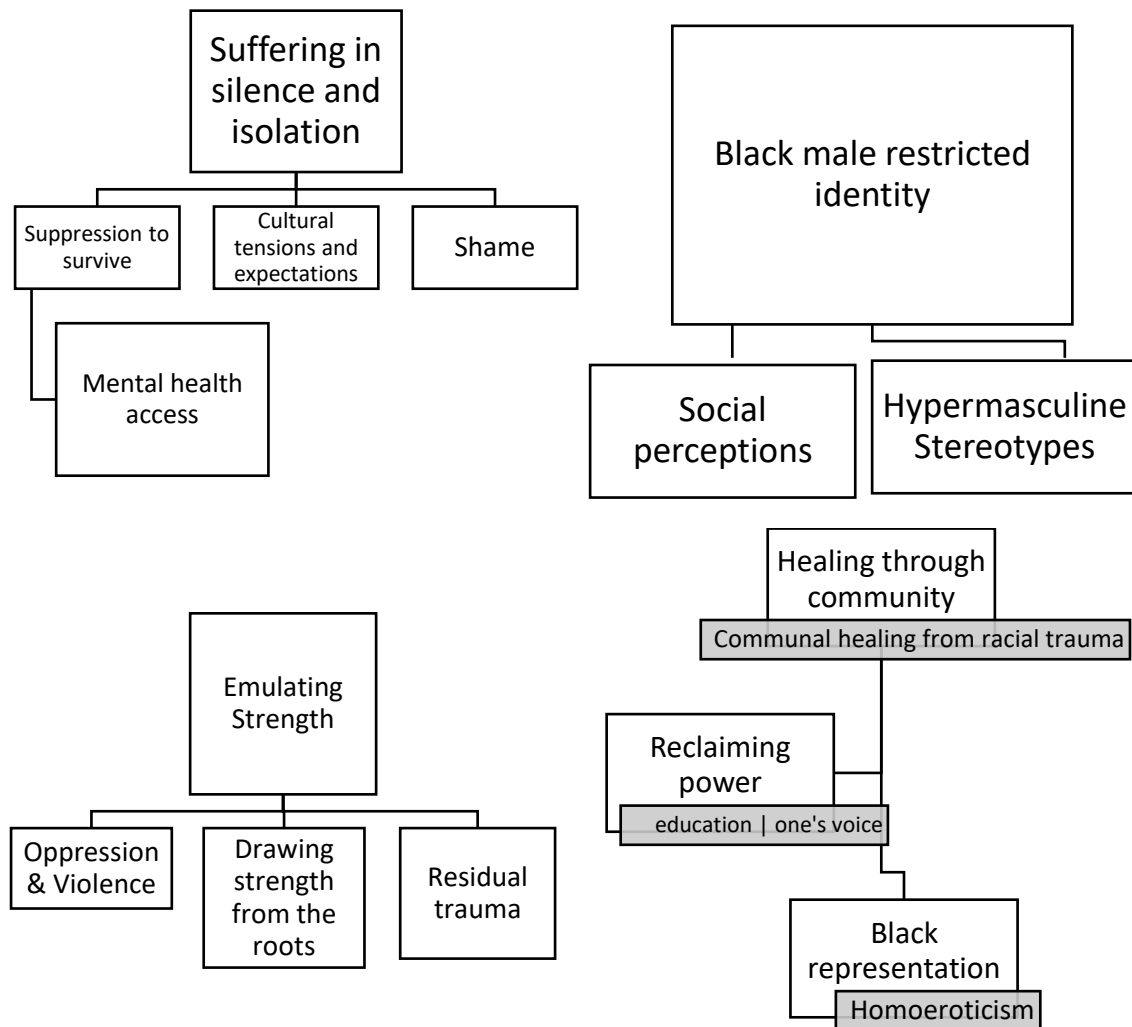 Suffering in
silence and
isolation
Suppression to
survive
Cultural
tensions and
expectations
Shame
Mental health
access
Black male restricted
identity
Social
perceptions
Hypermasculine
Stereotypes
Emulating
Strength
Oppression
& Violence
Drawing
strength
from the
roots
Residual
trauma
Healing through
community
Communal healing from racial trauma
Reclaiming
power
education | one's voice
Black
representation
Homoeroticism